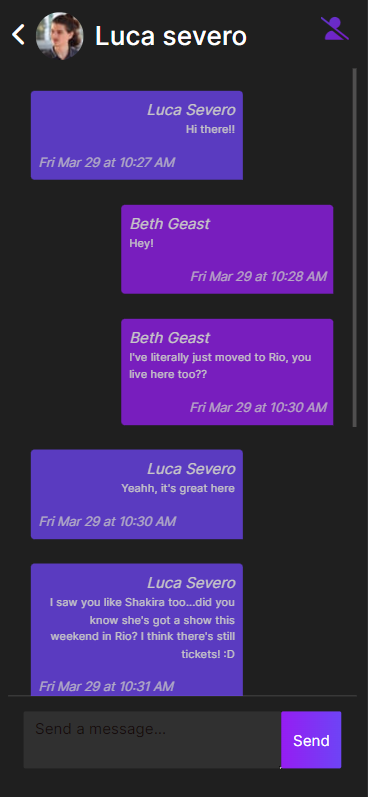 Luca severo
Luca Severo
Hi there!!
Fri Mar 29 at 10:27 AM
Beth Geast
Hey!
Fri Mar 29 at 10:28 AM
Beth Geast
I've literally just moved to Rio, you
live here too??
Fri Mar 29 at 10:30 AM
Luca Severo
Yeahh, it's great here
Fri Mar 29 at 10:30 AM
Luca Severo
I saw you like Shakira too...did you
know she's got a show this
weekend in Rio? I think there's still
tickets! :D
Fri Mar 29 at 10:31 AM
Send a message...
Send